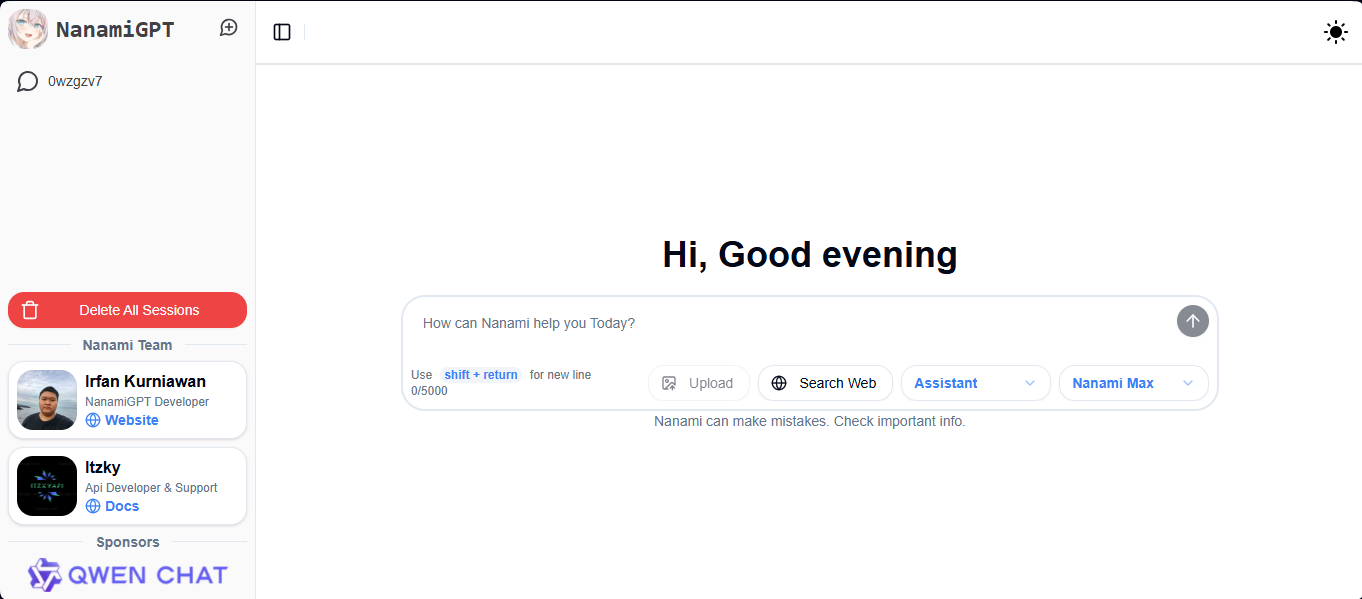 NanamiGPT
0wzgzv7
Delete All Sessions
Nanami Team
Irfan Kurniawan
NanamiGPT Developer
Website
Itzky
Api Developer & Support
Docs
Sponsors
QWEN CHAT
Hi, Good evening
How can Nanami help you Today?
Use shift + return for new line
0/5000
Upload
Search Web
Assistant
Nanami Max
Nanami can make mistakes. Check important info.